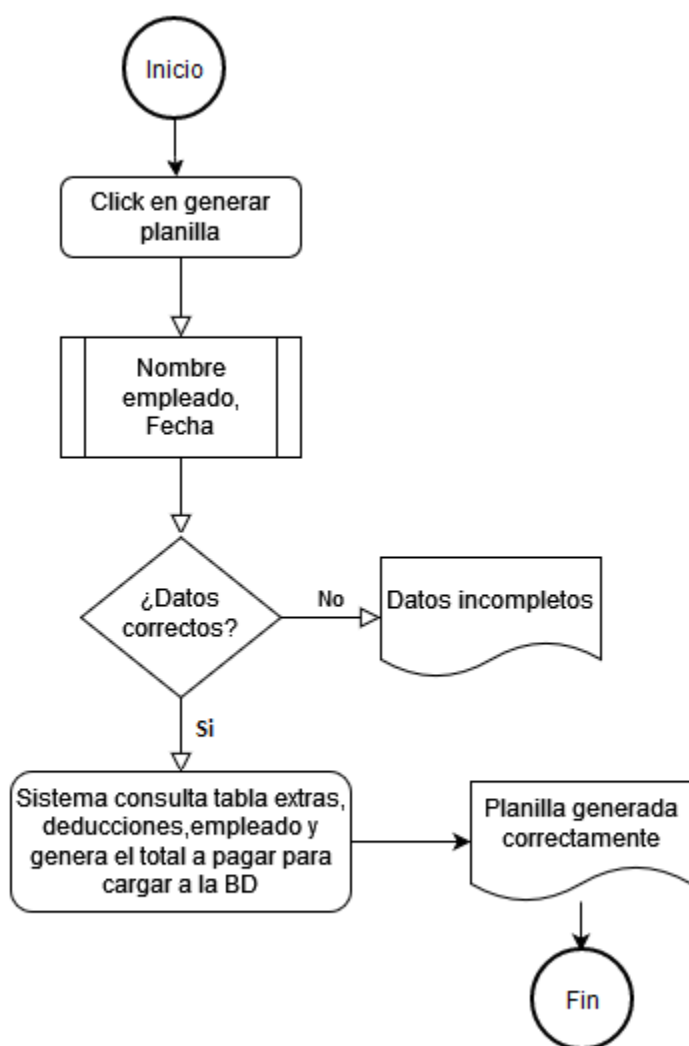 Inicio
Click en generar
planilla
Nombre
empleado,
Fecha
¿Datos
correctos?
No
Datos incompletos
Si
Sistema consulta tabla extras,
deducciones,empleado y
genera el total a pagar para
cargar a la BD
Planilla generada
correctamente
Fin